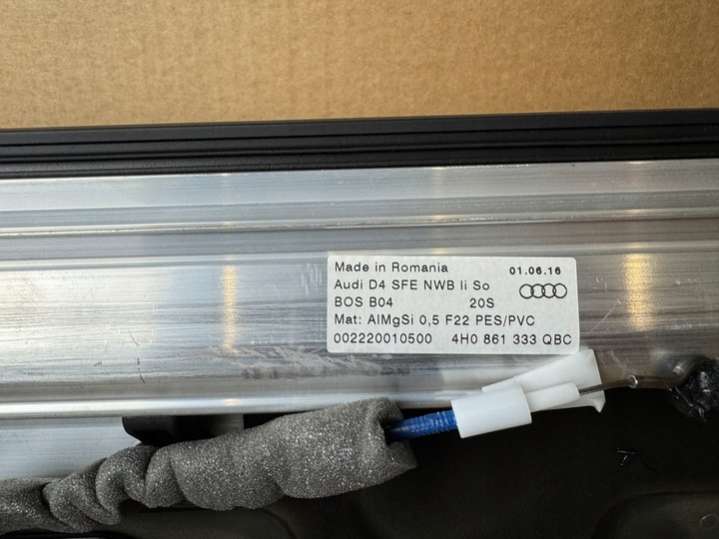 Made in Romania 01.06.16
Audi D4 SFE NWB li So
BOS B04 20S
Mat: AlMgSi 0,5 F22 PES/PVC
002220010500 4H0 861 333 QBC